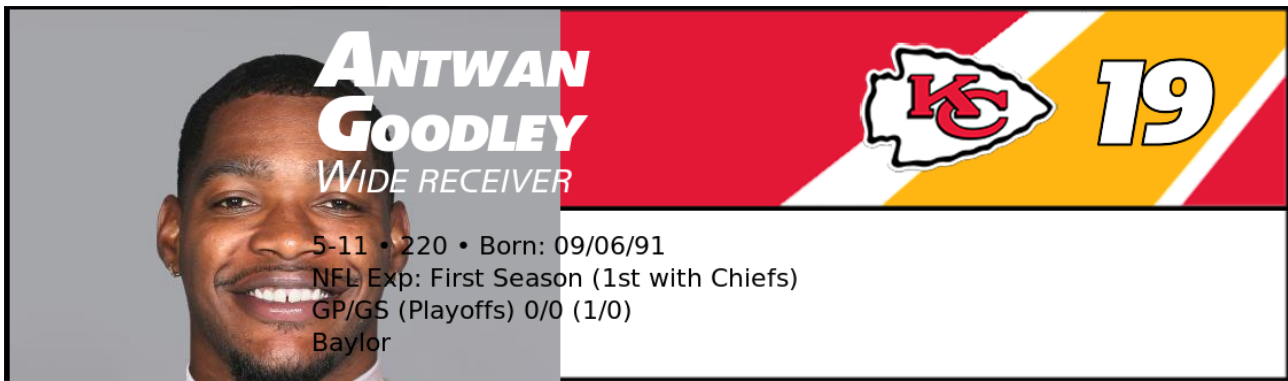 ANTWAN
GOODLEY
WIDE RECEIVER
KC
19
5-11 • 220 • Born: 09/06/91
NFL Exp: First Season (1st with Chiefs)
GP/GS (Playoffs) 0/0 (1/0)
Baylor